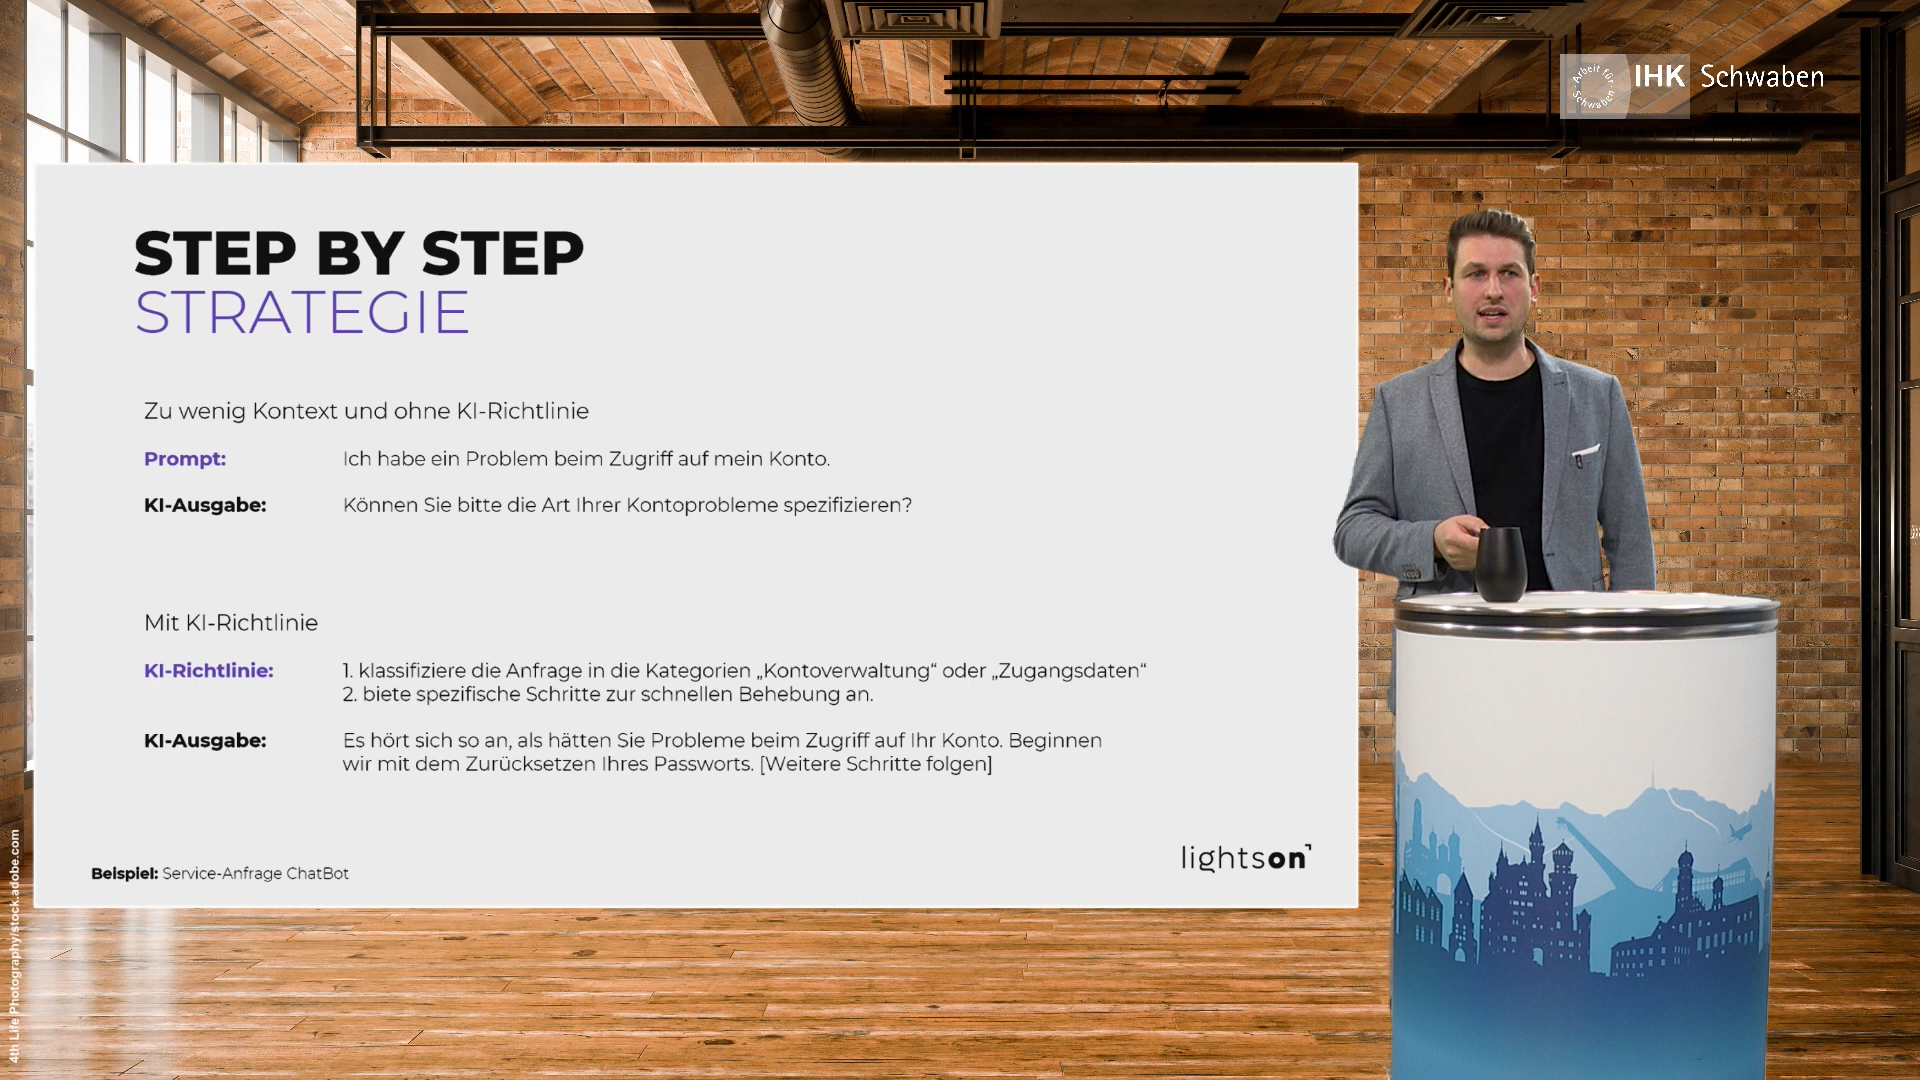 Arbeit für Schwaben
IHK Schwaben
STEP BY STEP
STRATEGIE
Zu wenig Kontext und ohne KI-Richtlinie
Prompt: Ich habe ein Problem beim Zugriff auf mein Konto.
KI-Ausgabe: Können Sie bitte die Art Ihrer Kontoprobleme spezifizieren?
Mit KI-Richtlinie
KI-Richtlinie: 1. klassifiziere die Anfrage in die Kategorien „Kontoverwaltung“ oder „Zugangsdaten“
2. biete spezifische Schritte zur schnellen Behebung an.
KI-Ausgabe: Es hört sich so an, als hätten Sie Probleme beim Zugriff auf Ihr Konto. Beginnen
wir mit dem Zurücksetzen Ihres Passworts. [Weitere Schritte folgen]
Beispiel: Service-Anfrage ChatBot
lightson
4th Life Photography/stock.adobe.com